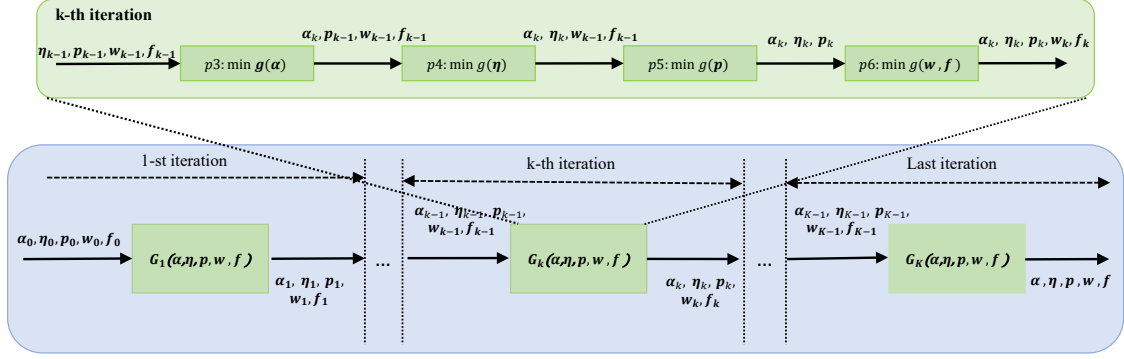 k-th iteration
η_{k−1}, p_{k−1}, w_{k−1}, f_{k−1}
p3: min g(α)
α_k, p_{k−1}, w_{k−1}, f_{k−1}
p4: min g(η)
α_k, η_k, w_{k−1}, f_{k−1}
p5: min g(p)
α_k, η_k, p_k
p6: min g(w, f)
α_k, η_k, p_k, w_k, f_k
1-st iteration
k-th iteration
Last iteration
α_0, η_0, p_0, w_0, f_0
G_1(α,η,p,w,f)
α_1, η_1, p_1,
w_1, f_1
...
α_{k−1}, η_{k−1}, p_{k−1},
w_{k−1}, f_{k−1}
G_k(α,η,p,w,f)
α_k, η_k, p_k,
w_k, f_k
...
α_{K−1}, η_{K−1}, p_{K−1},
w_{K−1}, f_{K−1}
G_K(α,η,p,w,f)
α, η, p, w, f